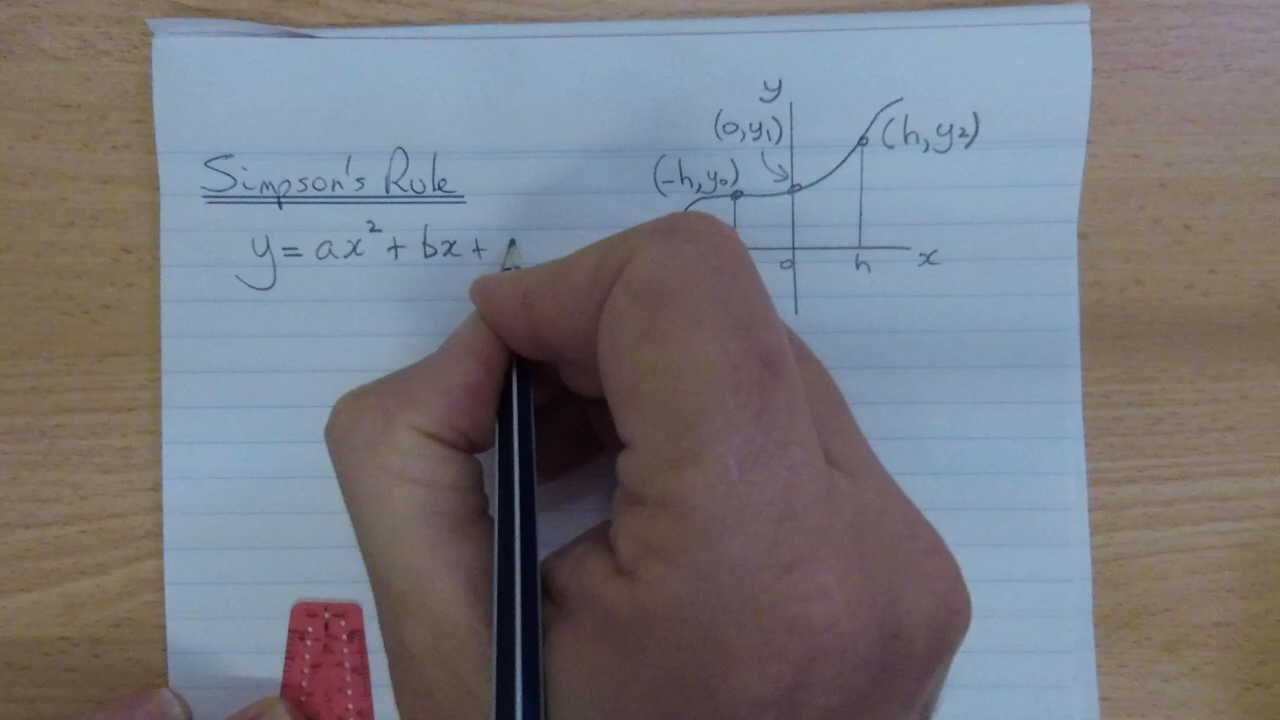 y
(0,y₁)
(h,y₂)
Simpson's Rule
(-h,y₀)
y = ax² + bx +
0 h x